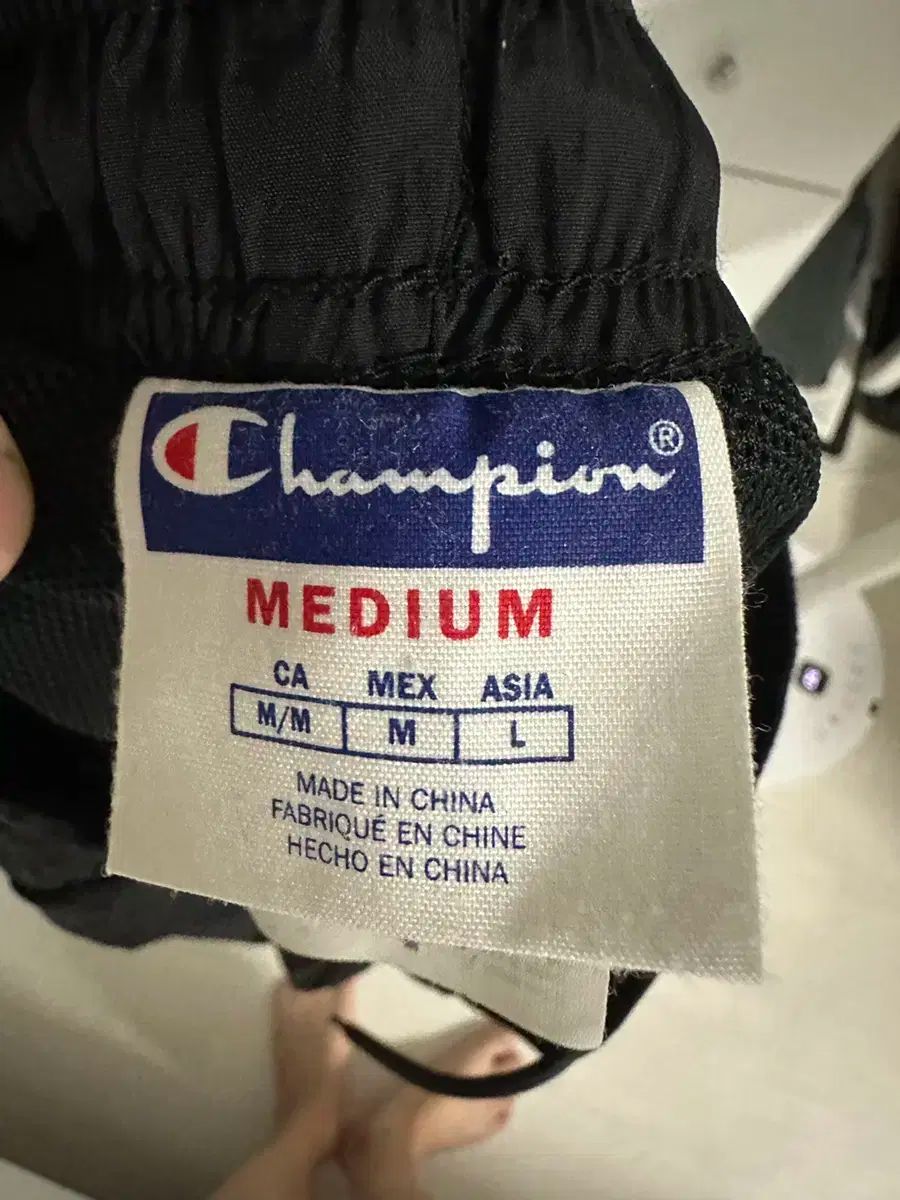 Champion®
MEDIUM
CA MEX ASIA
M/M M L
MADE IN CHINA
FABRIQUÉ EN CHINE
HECHO EN CHINA